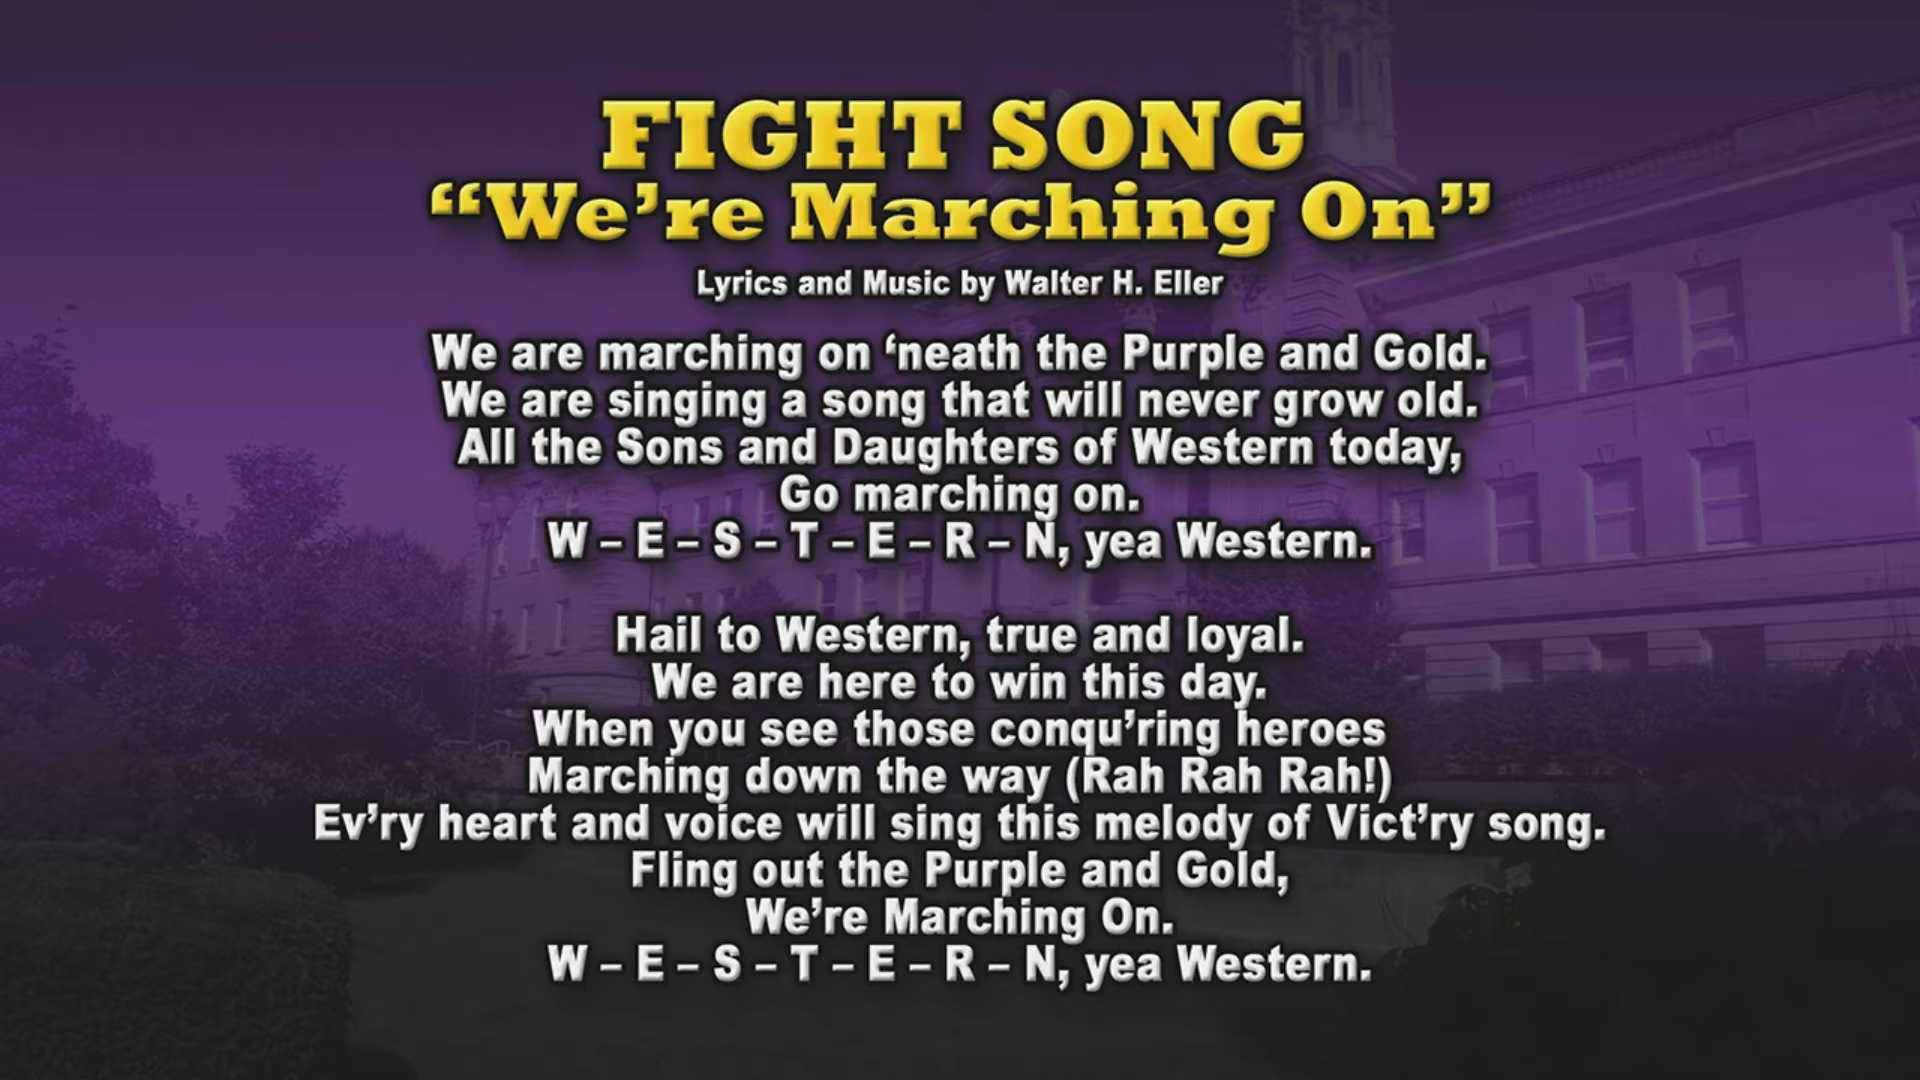 FIGHT SONG
“We’re Marching On”
Lyrics and Music by Walter H. Eller
We are marching on ‘neath the Purple and Gold.
We are singing a song that will never grow old.
All the Sons and Daughters of Western today,
Go marching on.
W – E – S – T – E – R – N, yea Western.
Hail to Western, true and loyal.
We are here to win this day.
When you see those conqu’ring heroes
Marching down the way (Rah Rah Rah!)
Ev’ry heart and voice will sing this melody of Vict’ry song.
Fling out the Purple and Gold,
We’re Marching On.
W – E – S – T – E – R – N, yea Western.